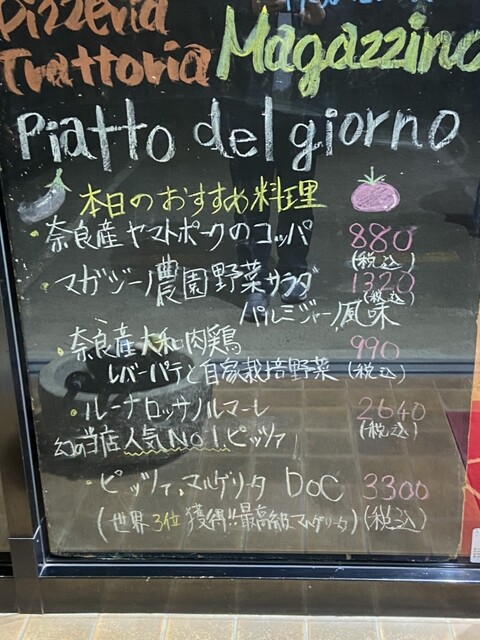 Pizzeria
Trattoria Magazzino
Piatto del giorno
本日のおすすめ料理
・奈良産ヤマトポークのコッパ 880
(税込)
・マガジーノ農園野菜サラダ 1320
(税込)
パルミジャーノ風味
・奈良産大和肉鶏 990
レバーパテと自家栽培野菜 (税込)
・ルーナロッサノルマーレ 2640
(税込)
幻の当店人気NO!ピッツァ!
・ピッツァ、マルゲリータ DOC 3300
(世界3位獲得!!最高級マルゲリータ) (税込)